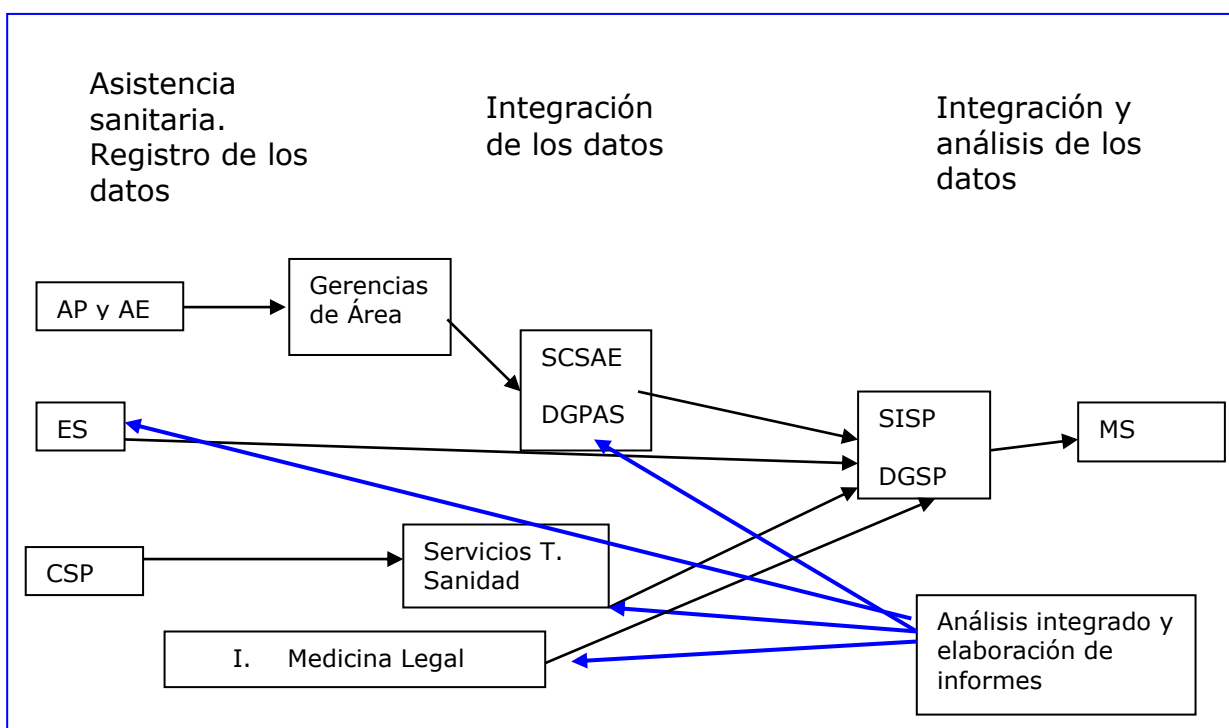 Asistencia
sanitaria.
Registro de los
datos
Integración
de los datos
Integración y
análisis de los
datos
AP y AE
Gerencias
de Área
SCSAE
DGPAS
ES
SISP
DGSP
MS
CSP
Servicios T.
Sanidad
I. Medicina Legal
Análisis integrado y
elaboración de
informes